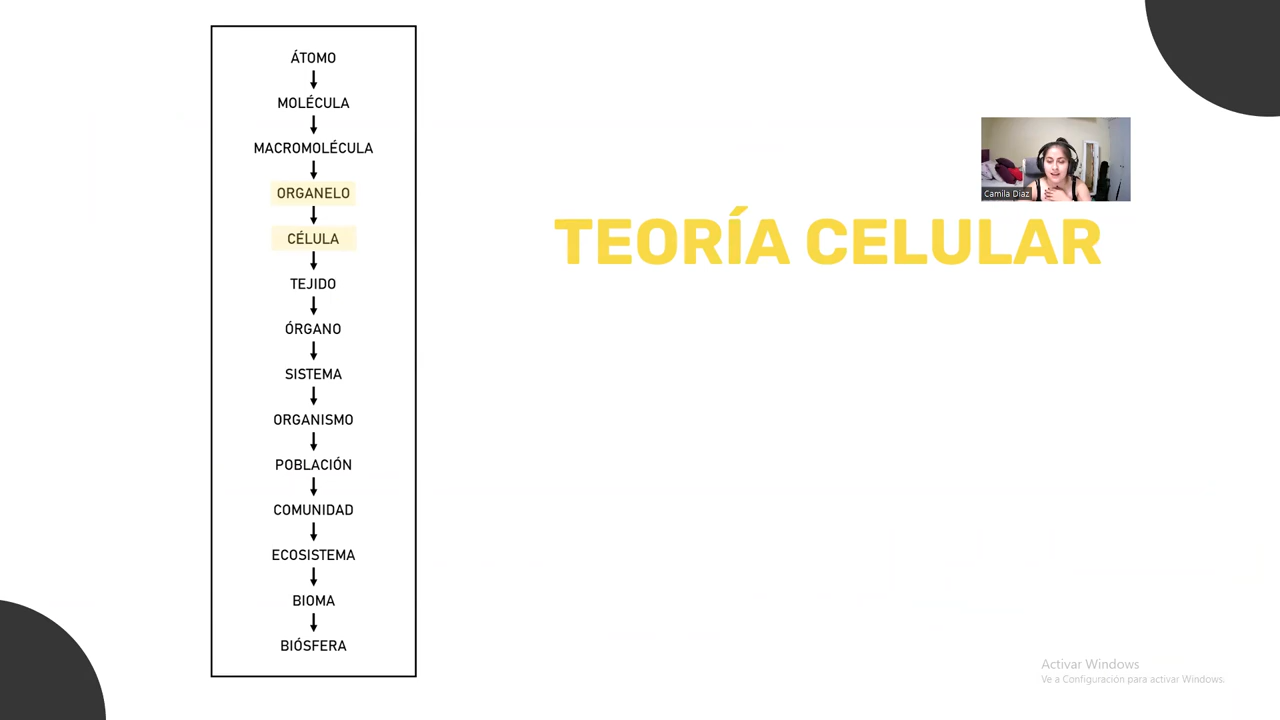 ÁTOMO
MOLÉCULA
MACROMOLÉCULA
ORGANELO
CÉLULA
TEJIDO
ÓRGANO
SISTEMA
ORGANISMO
POBLACIÓN
COMUNIDAD
ECOSISTEMA
BIOMA
BIÓSFERA
Camila Diaz
TEORÍA CELULAR
Activar Windows
Ve a Configuración para activar Windows.